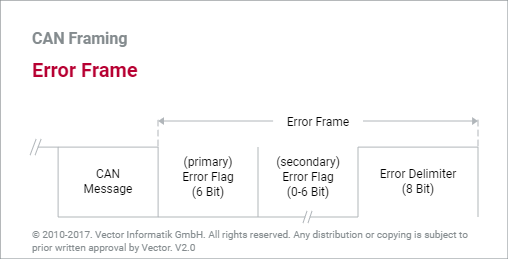 CAN Framing
Error Frame
Error Frame
CAN
Message
(primary)
Error Flag
(6 Bit)
(secondary)
Error Flag
(0-6 Bit)
Error Delimiter
(8 Bit)
© 2010-2017. Vector Informatik GmbH. All rights reserved. Any distribution or copying is subject to
prior written approval by Vector. V2.0